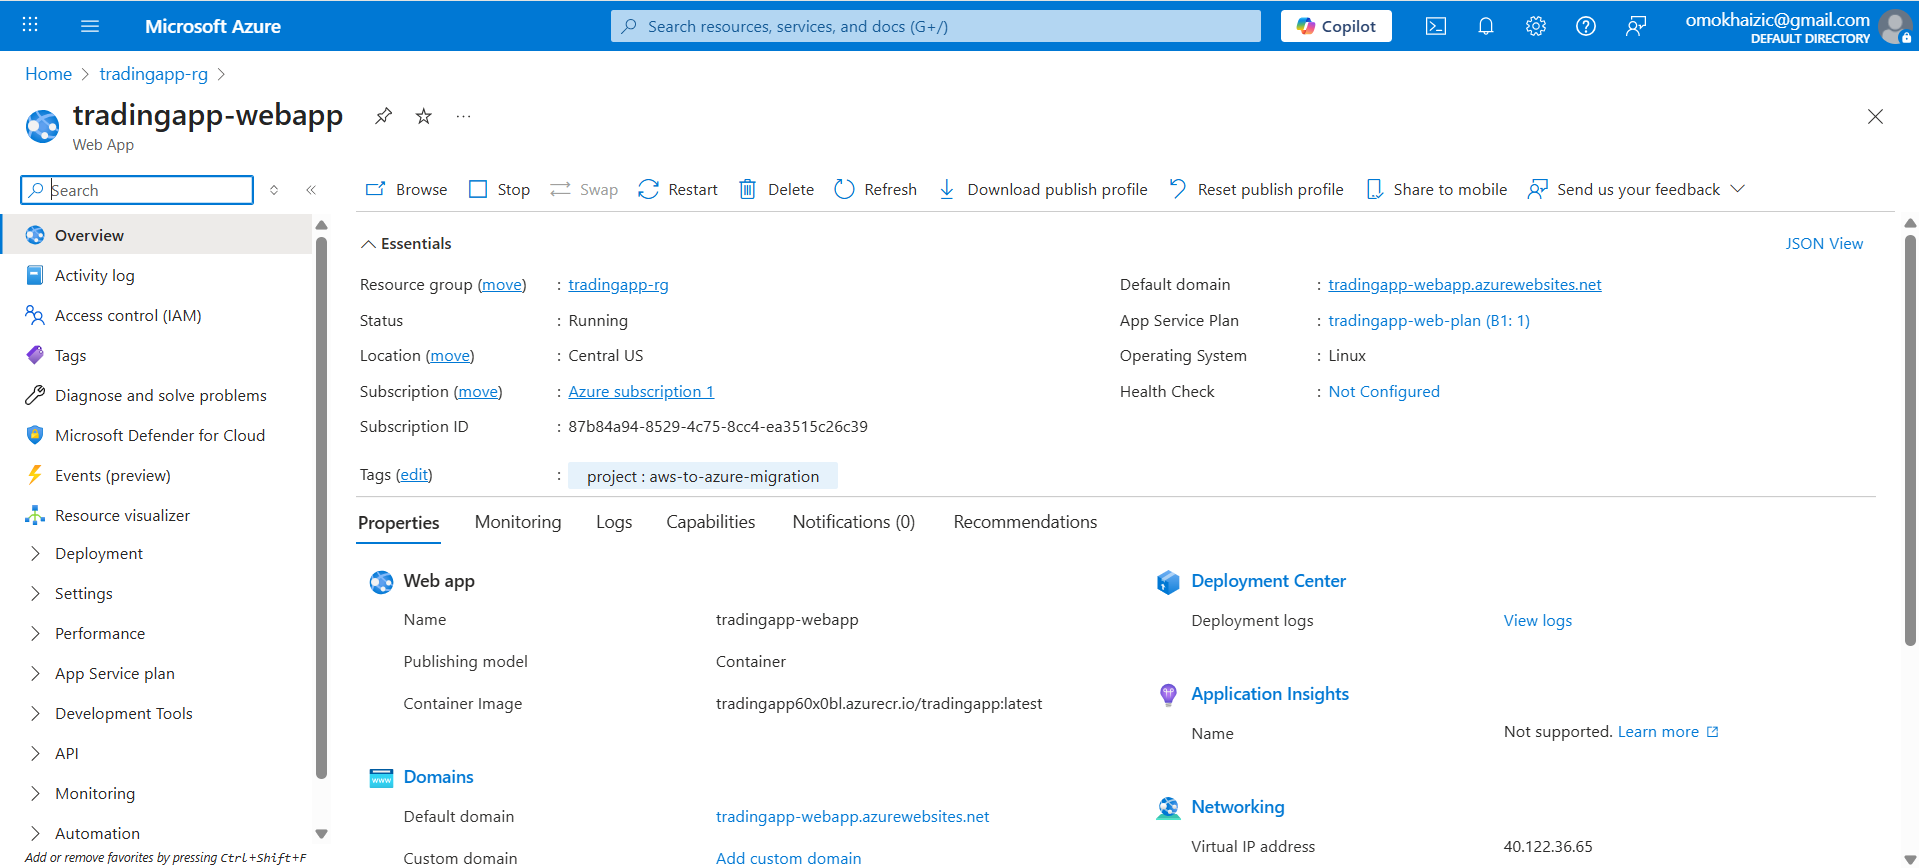 Microsoft Azure
Search resources, services, and docs (G+/)
Copilot
omokhaizic@gmail.com
DEFAULT DIRECTORY
Home > tradingapp-rg >
tradingapp-webapp
Web App
Search
Browse Stop Swap Restart Delete Refresh Download publish profile Reset publish profile Share to mobile Send us your feedback
Overview
Activity log
Access control (IAM)
Tags
Diagnose and solve problems
Microsoft Defender for Cloud
Events (preview)
Resource visualizer
Deployment
Settings
Performance
App Service plan
Development Tools
API
Monitoring
Automation
Add or remove favorites by pressing Ctrl+Shift+F
Essentials
JSON View
Resource group (move) : tradingapp-rg
Status : Running
Location (move) : Central US
Subscription (move) : Azure subscription 1
Subscription ID : 87b84a94-8529-4c75-8cc4-ea3515c26c39
Tags (edit) : project : aws-to-azure-migration
Default domain : tradingapp-webapp.azurewebsites.net
App Service Plan : tradingapp-web-plan (B1: 1)
Operating System : Linux
Health Check : Not Configured
Properties Monitoring Logs Capabilities Notifications (0) Recommendations
Web app
Name tradingapp-webapp
Publishing model Container
Container Image tradingapp60x0bl.azurecr.io/tradingapp:latest
www
Domains
Default domain tradingapp-webapp.azurewebsites.net
Custom domain Add custom domain
Deployment Center
Deployment logs View logs
Application Insights
Name Not supported. Learn more
Networking
Virtual IP address 40.122.36.65